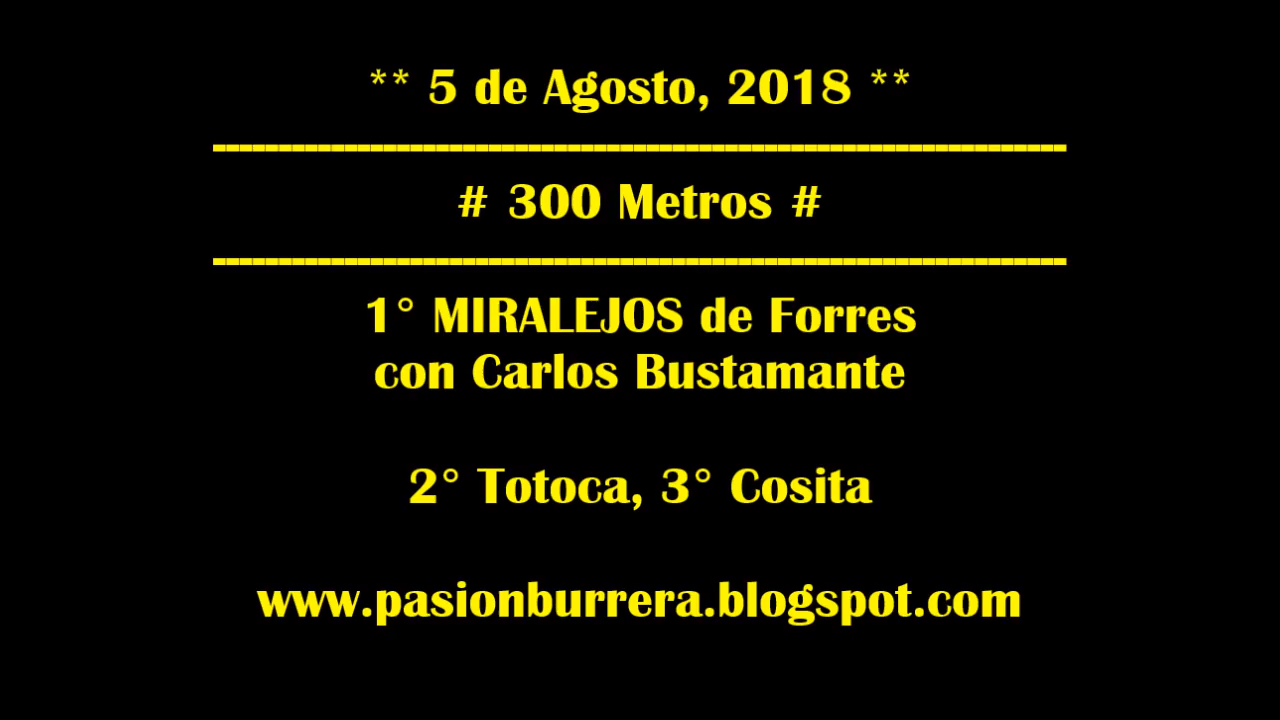 ** 5 de Agosto, 2018 **
-----------------------------------------------------------------
# 300 Metros #
-----------------------------------------------------------------
1° MIRALEJOS de Forres
con Carlos Bustamante
2° Totoca, 3° Cosita
www.pasionburrera.blogspot.com